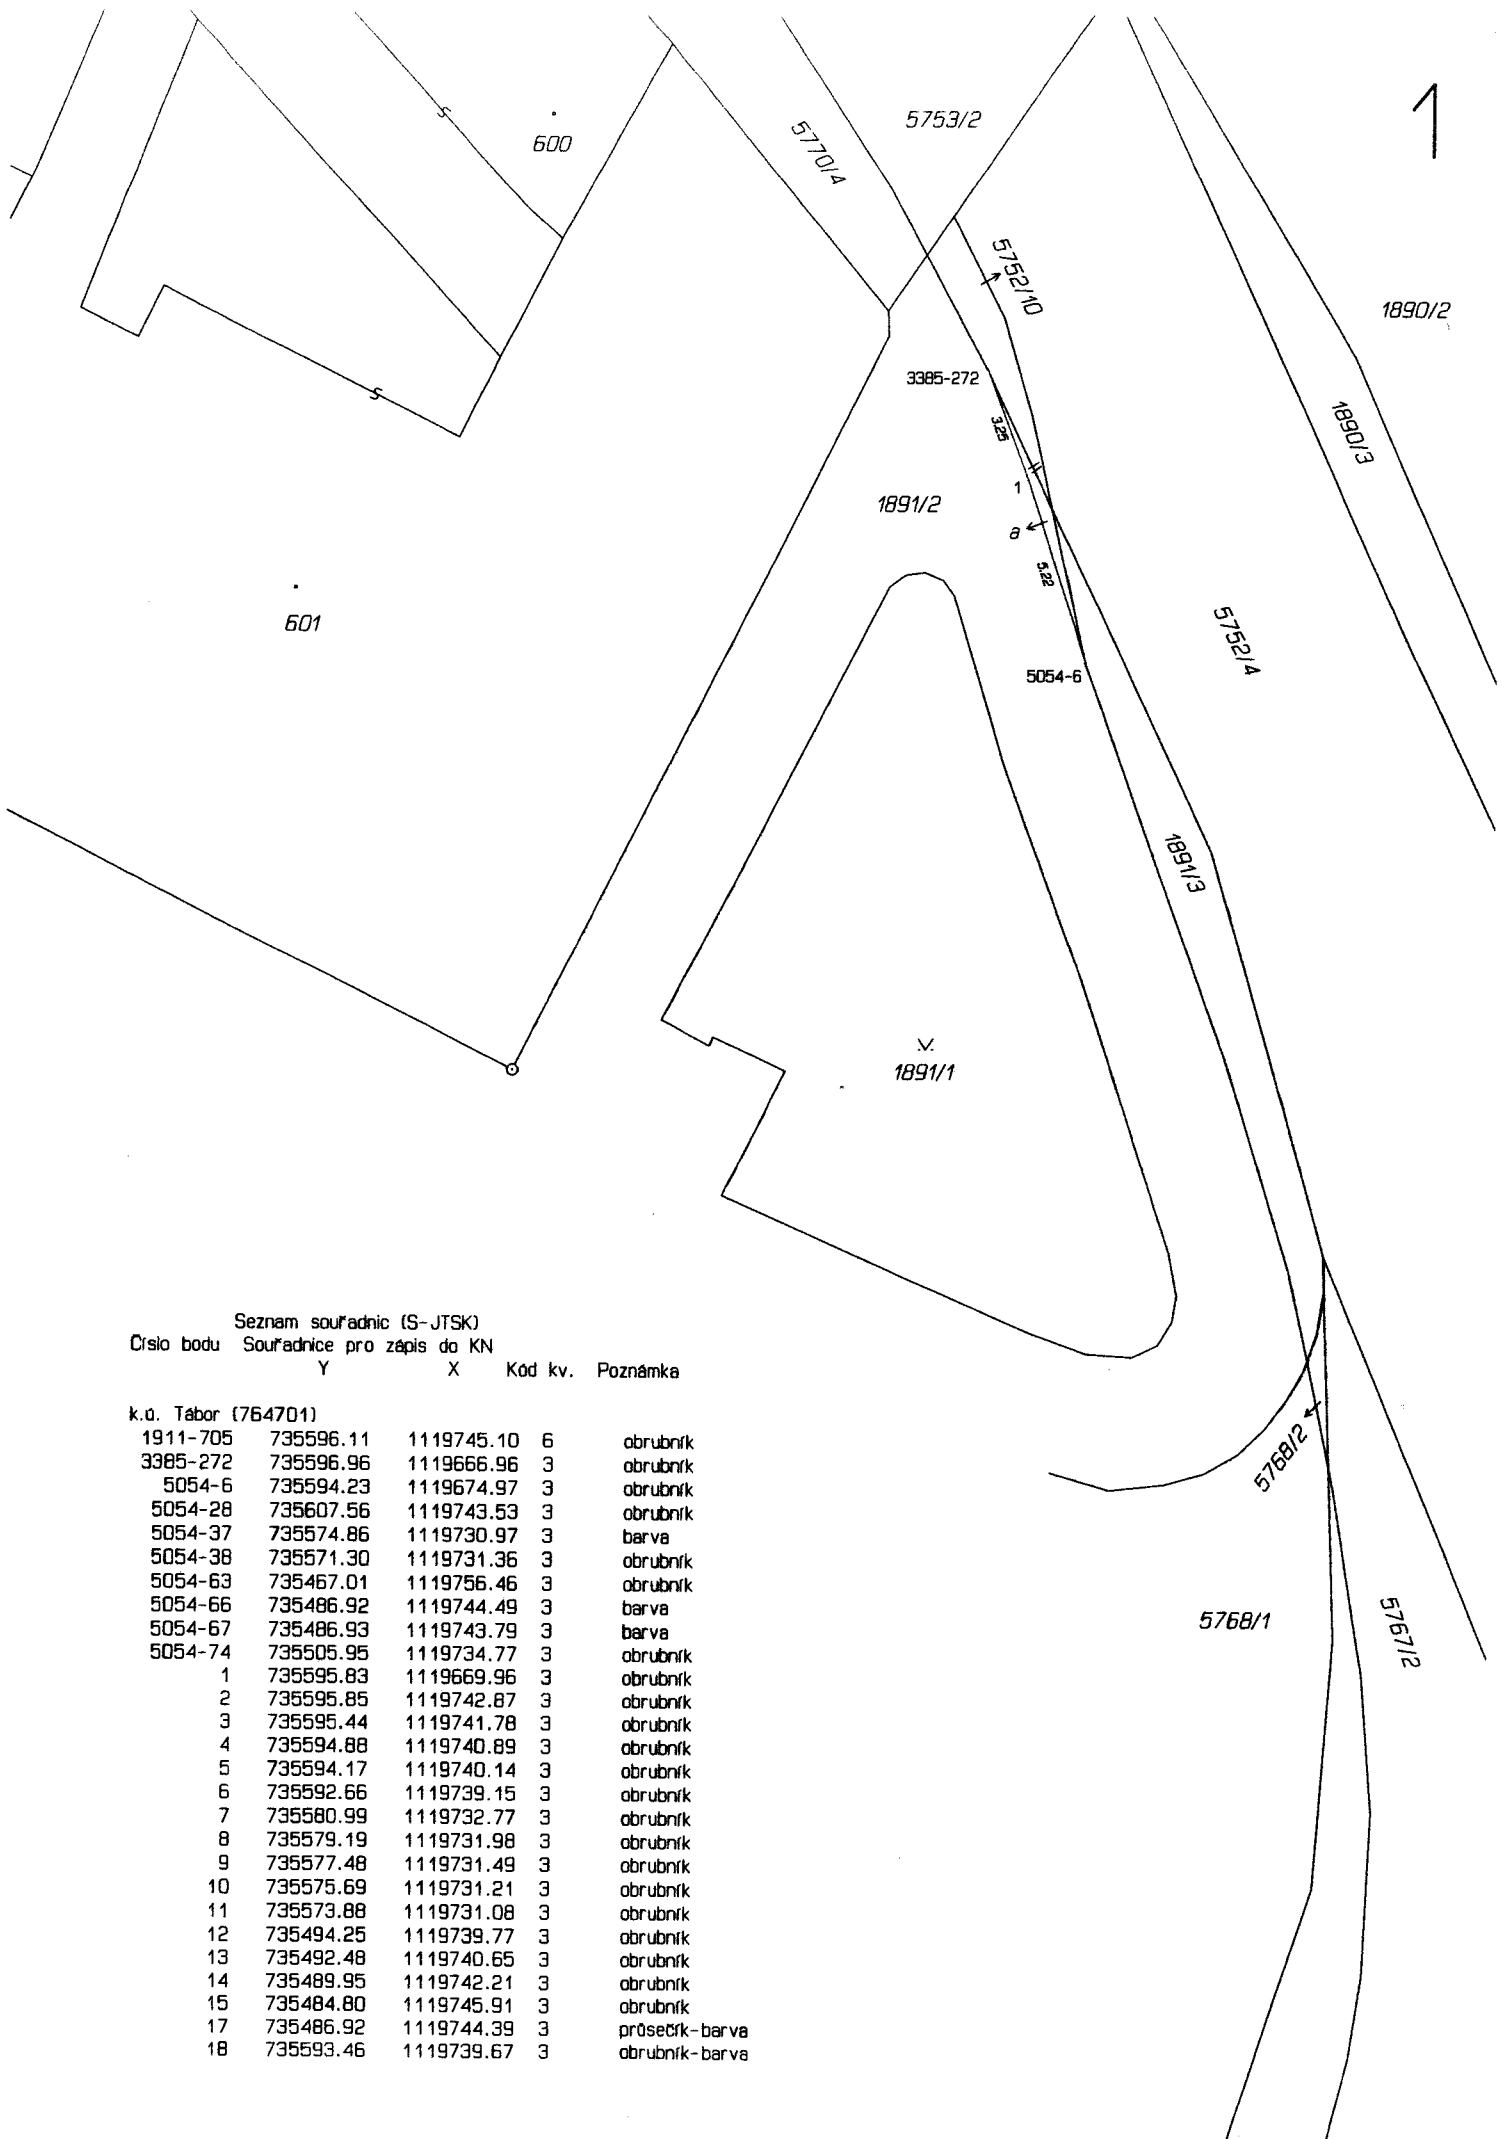 1
5753/2
600
5770/4
5752/10
1890/2
3385-272
3.25
1890/3
1
1891/2
a
5.22
601
5752/4
5054-6
1891/3
1891/1
Seznam souřadnic (S-JTSK)
Číslo bodu Souřadnice pro zápis do KN
Y X Kód kv. Poznámka
k.ú. Tábor (764701)
1911-705 735596.11 1119745.10 6 obrubník
3385-272 735596.96 1119666.96 3 obrubník
5054-6 735594.23 1119674.97 3 obrubník
5054-28 735607.56 1119743.53 3 obrubník
5054-37 735574.86 1119730.97 3 barva
5054-38 735571.30 1119731.36 3 obrubník
5054-63 735467.01 1119756.46 3 obrubník
5054-66 735486.92 1119744.49 3 barva
5054-67 735486.93 1119743.79 3 barva
5054-74 735505.95 1119734.77 3 obrubník
1 735595.83 1119669.96 3 obrubník
2 735595.85 1119742.87 3 obrubník
3 735595.44 1119741.78 3 obrubník
4 735594.88 1119740.89 3 obrubník
5 735594.17 1119740.14 3 obrubník
6 735592.66 1119739.15 3 obrubník
7 735580.99 1119732.77 3 obrubník
8 735579.19 1119731.98 3 obrubník
9 735577.48 1119731.49 3 obrubník
10 735575.69 1119731.21 3 obrubník
11 735573.88 1119731.08 3 obrubník
12 735494.25 1119739.77 3 obrubník
13 735492.48 1119740.65 3 obrubník
14 735489.95 1119742.21 3 obrubník
15 735484.80 1119745.91 3 obrubník
17 735486.92 1119744.39 3 průsečík-barva
18 735593.46 1119739.67 3 obrubník-barva
5768/2
5768/1
5767/2